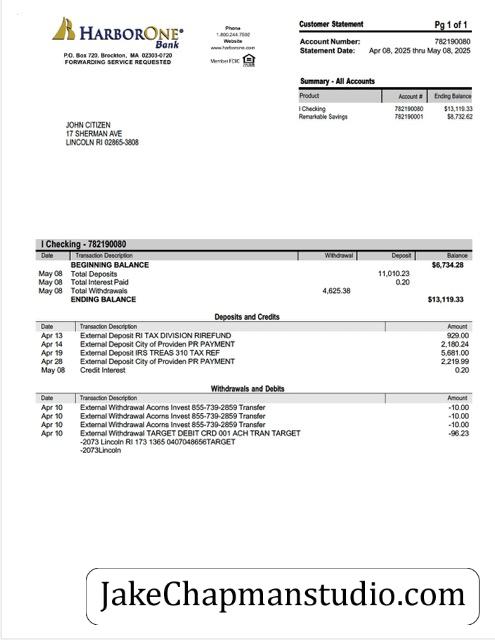 HARBORONE®
Bank
P.O. Box 720, Brockton, MA 02303-0720
FORWARDING SERVICE REQUESTED
Phone
1.800.244.7592
Website
www.harborone.com
Member FDIC
Customer Statement Pg 1 of 1
Account Number: 782190080
Statement Date: Apr 08, 2025 thru May 08, 2025
Summary - All Accounts
Product Account # Ending Balance
I Checking 782190080 $13,119.33
Remarkable Savings 782190001 $8,732.62
JOHN CITIZEN
17 SHERMAN AVE
LINCOLN RI 02865-3808
I Checking - 782190080
Date Transaction Description Withdrawal Deposit Balance
BEGINNING BALANCE $6,734.28
May 08 Total Deposits 11,010.23
May 08 Total Interest Paid 0.20
May 08 Total Withdrawals 4,625.38
ENDING BALANCE $13,119.33
Deposits and Credits
Date Transaction Description Amount
Apr 13 External Deposit RI TAX DIVISION RIREFUND 929.00
Apr 14 External Deposit City of Providen PR PAYMENT 2,180.24
Apr 19 External Deposit IRS TREAS 310 TAX REF 5,681.00
Apr 28 External Deposit City of Providen PR PAYMENT 2,219.99
May 08 Credit Interest 0.20
Withdrawals and Debits
Date Transaction Description Amount
Apr 10 External Withdrawal Acorns Invest 855-739-2859 Transfer -10.00
Apr 10 External Withdrawal Acorns Invest 855-739-2859 Transfer -10.00
Apr 10 External Withdrawal Acorns Invest 855-739-2859 Transfer -10.00
Apr 10 External Withdrawal TARGET DEBIT CRD 001 ACH TRAN TARGET -96.23
-2073 Lincoln RI 173 1365 0407048656TARGET
-2073Lincoln
JakeChapmanstudio.com